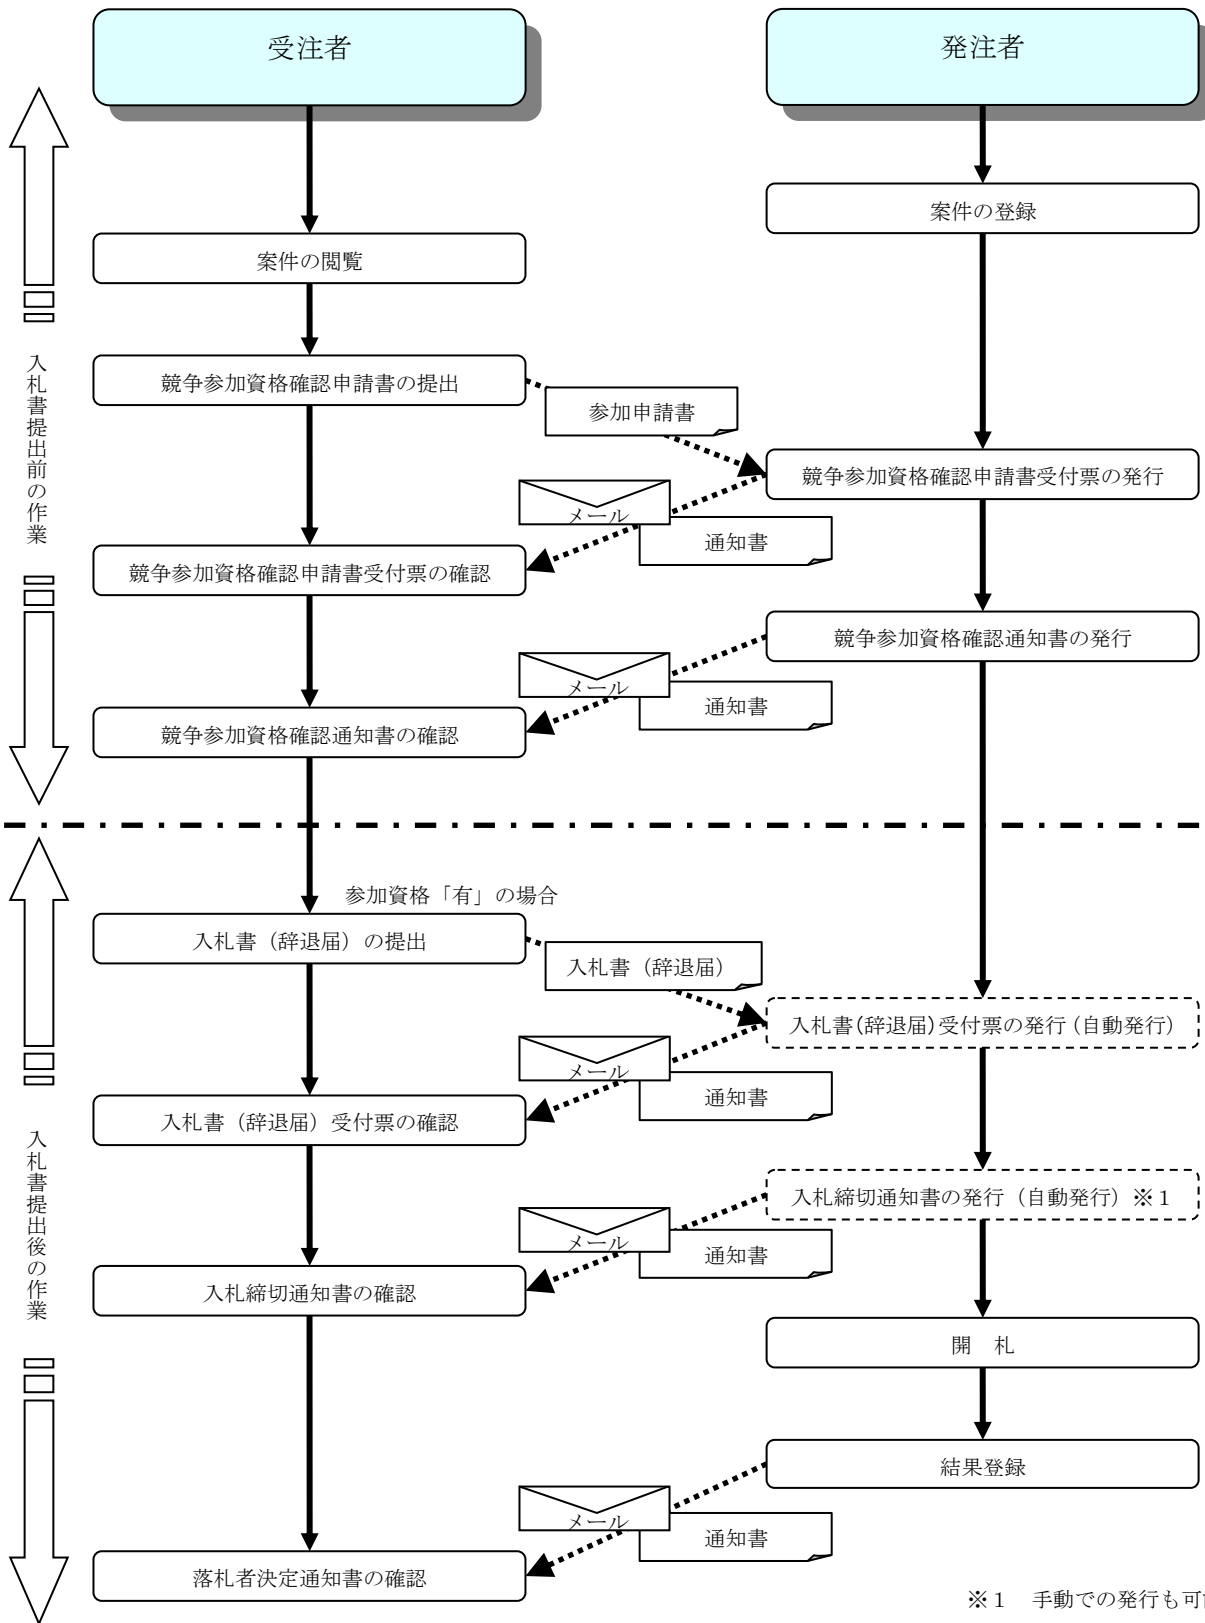 受注者
発注者
案件の登録
案件の閲覧
入札書提出前の作業
競争参加資格確認申請書の提出
参加申請書
競争参加資格確認申請書受付票の発行
メール
通知書
競争参加資格確認申請書受付票の確認
競争参加資格確認通知書の発行
メール
通知書
競争参加資格確認通知書の確認
参加資格「有」の場合
入札書（辞退届）の提出
入札書（辞退届）
入札書(辞退届)受付票の発行(自動発行)
メール
通知書
入札書（辞退届）受付票の確認
入札書提出後の作業
入札締切通知書の発行（自動発行）※１
メール
通知書
入札締切通知書の確認
開　札
結果登録
メール
通知書
落札者決定通知書の確認
※１　手動での発行も可